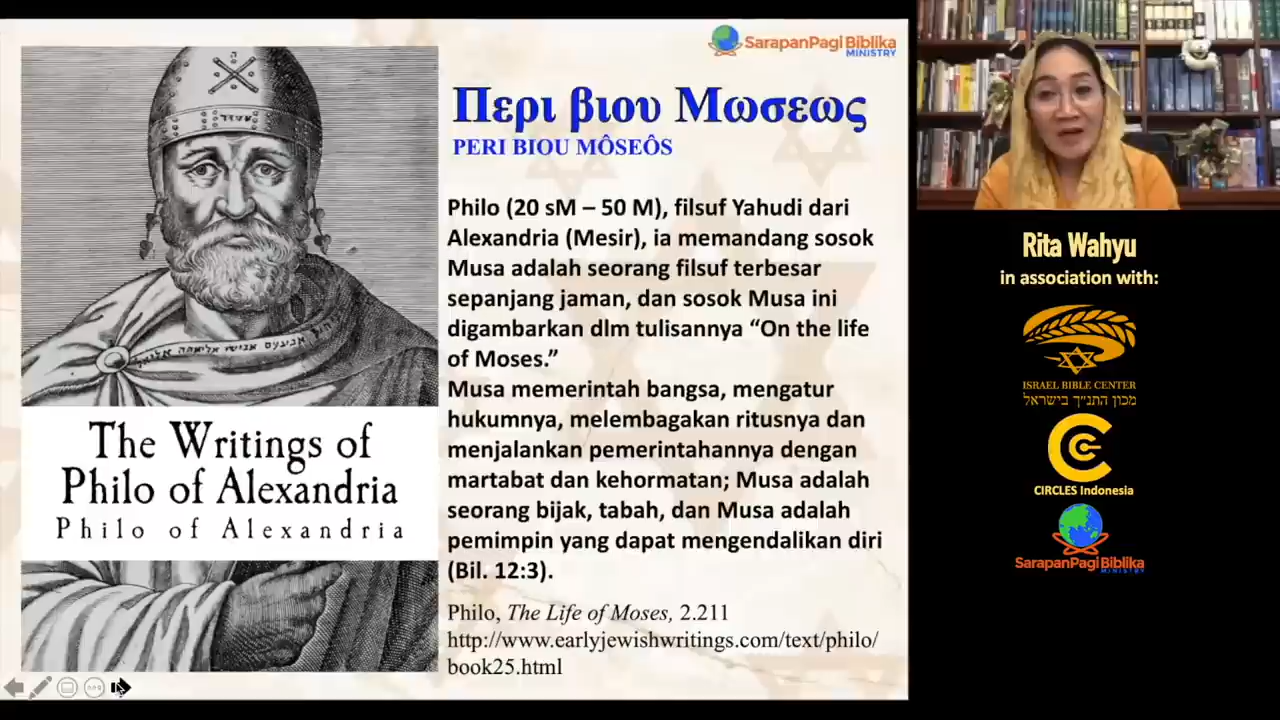 SarapanPagi Biblika
MINISTRY
Περι βιου Μωσεως
PERI BIOU MÔSEÔS
Philo (20 sM – 50 M), filsuf Yahudi dari
Alexandria (Mesir), ia memandang sosok
Musa adalah seorang filsuf terbesar
sepanjang jaman, dan sosok Musa ini
digambarkan dlm tulisannya “On the life
of Moses.”
Musa memerintah bangsa, mengatur
hukumnya, melembagakan ritusnya dan
menjalankan pemerintahannya dengan
martabat dan kehormatan; Musa adalah
seorang bijak, tabah, dan Musa adalah
pemimpin yang dapat mengendalikan diri
(Bil. 12:3).
Philo, The Life of Moses, 2.211
http://www.earlyjewishwritings.com/text/philo/
book25.html
The Writings of
Philo of Alexandria
Philo of Alexandria
Rita Wahyu
in association with:
ISRAEL BIBLE CENTER
מכון התנ״ך בישראל
CIRCLES Indonesia
SarapanPagi Biblika
MINISTRY